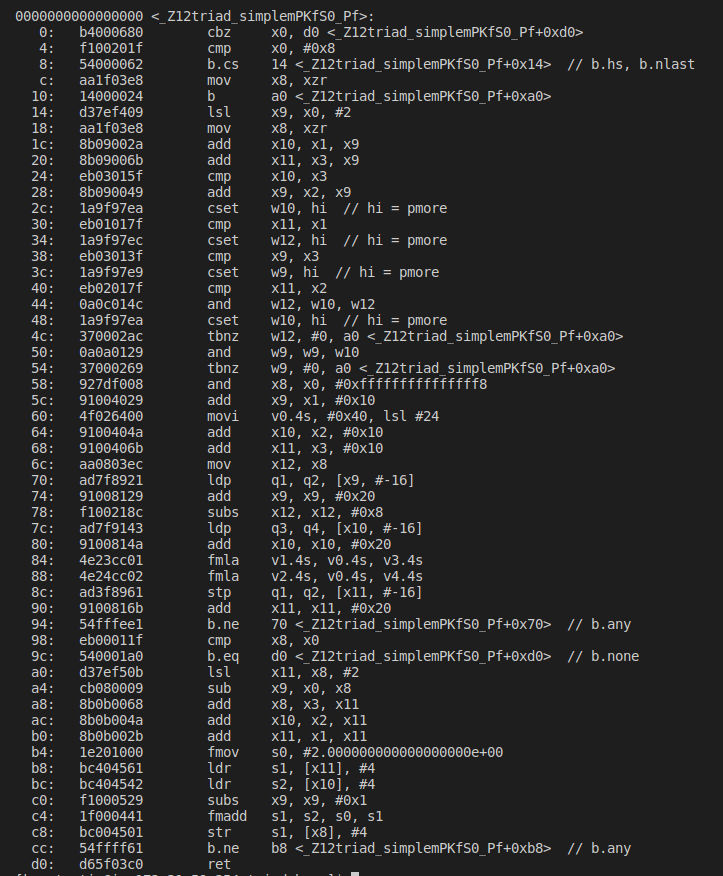 0000000000000000 <_Z12triad_simplemPKfS0_Pf>:
0: b4000680 cbz x0, d0 <_Z12triad_simplemPKfS0_Pf+0xd0>
4: f100201f cmp x0, #0x8
8: 54000062 b.cs 14 <_Z12triad_simplemPKfS0_Pf+0x14> // b.hs, b.nlast
c: aa1f03e8 mov x8, xzr
10: 14000024 b a0 <_Z12triad_simplemPKfS0_Pf+0xa0>
14: d37ef409 lsl x9, x0, #2
18: aa1f03e8 mov x8, xzr
1c: 8b09002a add x10, x1, x9
20: 8b09006b add x11, x3, x9
24: eb03015f cmp x10, x3
28: 8b090049 add x9, x2, x9
2c: 1a9f97ea cset w10, hi // hi = pmore
30: eb01017f cmp x11, x1
34: 1a9f97ec cset w12, hi // hi = pmore
38: eb03013f cmp x9, x3
3c: 1a9f97e9 cset w9, hi // hi = pmore
40: eb02017f cmp x11, x2
44: 0a0c014c and w12, w10, w12
48: 1a9f97ea cset w10, hi // hi = pmore
4c: 370002ac tbnz w12, #0, a0 <_Z12triad_simplemPKfS0_Pf+0xa0>
50: 0a0a0129 and w9, w9, w10
54: 37000269 tbnz w9, #0, a0 <_Z12triad_simplemPKfS0_Pf+0xa0>
58: 927df008 and x8, x0, #0xfffffffffffffff8
5c: 91004029 add x9, x1, #0x10
60: 4f026400 movi v0.4s, #0x40, lsl #24
64: 9100404a add x10, x2, #0x10
68: 9100406b add x11, x3, #0x10
6c: aa0803ec mov x12, x8
70: ad7f8921 ldp q1, q2, [x9, #-16]
74: 91008129 add x9, x9, #0x20
78: f100218c subs x12, x12, #0x8
7c: ad7f9143 ldp q3, q4, [x10, #-16]
80: 9100814a add x10, x10, #0x20
84: 4e23cc01 fmla v1.4s, v0.4s, v3.4s
88: 4e24cc02 fmla v2.4s, v0.4s, v4.4s
8c: ad3f8961 stp q1, q2, [x11, #-16]
90: 9100816b add x11, x11, #0x20
94: 54fffee1 b.ne 70 <_Z12triad_simplemPKfS0_Pf+0x70> // b.any
98: eb00011f cmp x8, x0
9c: 540001a0 b.eq d0 <_Z12triad_simplemPKfS0_Pf+0xd0> // b.none
a0: d37ef50b lsl x11, x8, #2
a4: cb080009 sub x9, x0, x8
a8: 8b0b0068 add x8, x3, x11
ac: 8b0b004a add x10, x2, x11
b0: 8b0b002b add x11, x1, x11
b4: 1e201000 fmov s0, #2.000000000000000000e+00
b8: bc404561 ldr s1, [x11], #4
bc: bc404542 ldr s2, [x10], #4
c0: f1000529 subs x9, x9, #0x1
c4: 1f000441 fmadd s1, s2, s0, s1
c8: bc004501 str s1, [x8], #4
cc: 54ffff61 b.ne b8 <_Z12triad_simplemPKfS0_Pf+0xb8> // b.any
d0: d65f03c0 ret